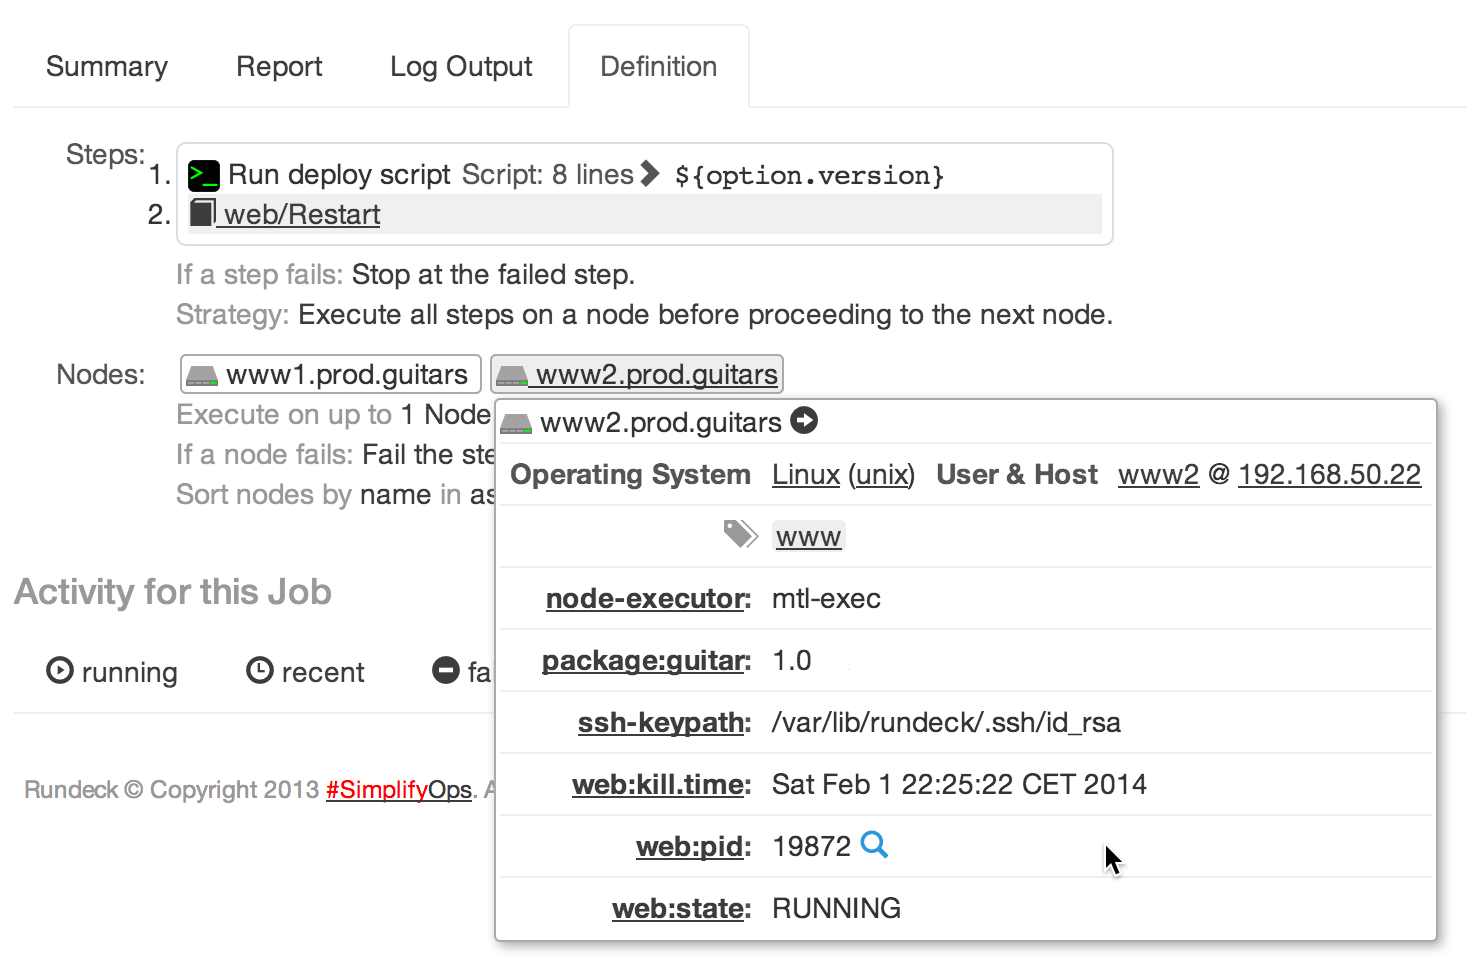 Summary Report Log Output Definition
Steps:
1. >_ Run deploy script Script: 8 lines ${option.version}
2. web/Restart
If a step fails: Stop at the failed step.
Strategy: Execute all steps on a node before proceeding to the next node.
Nodes: www1.prod.guitars www2.prod.guitars
Execute on up to 1 Node
If a node fails: Fail the
Sort nodes by name in
www2.prod.guitars
Operating System Linux (unix) User & Host www2 @ 192.168.50.22
www
node-executor: mtl-exec
package:guitar: 1.0
ssh-keypath: /var/lib/rundeck/.ssh/id_rsa
web:kill.time: Sat Feb 1 22:25:22 CET 2014
web:pid: 19872
web:state: RUNNING
Activity for this Job
running recent
Rundeck © Copyright 2013 #SimplifyOps.